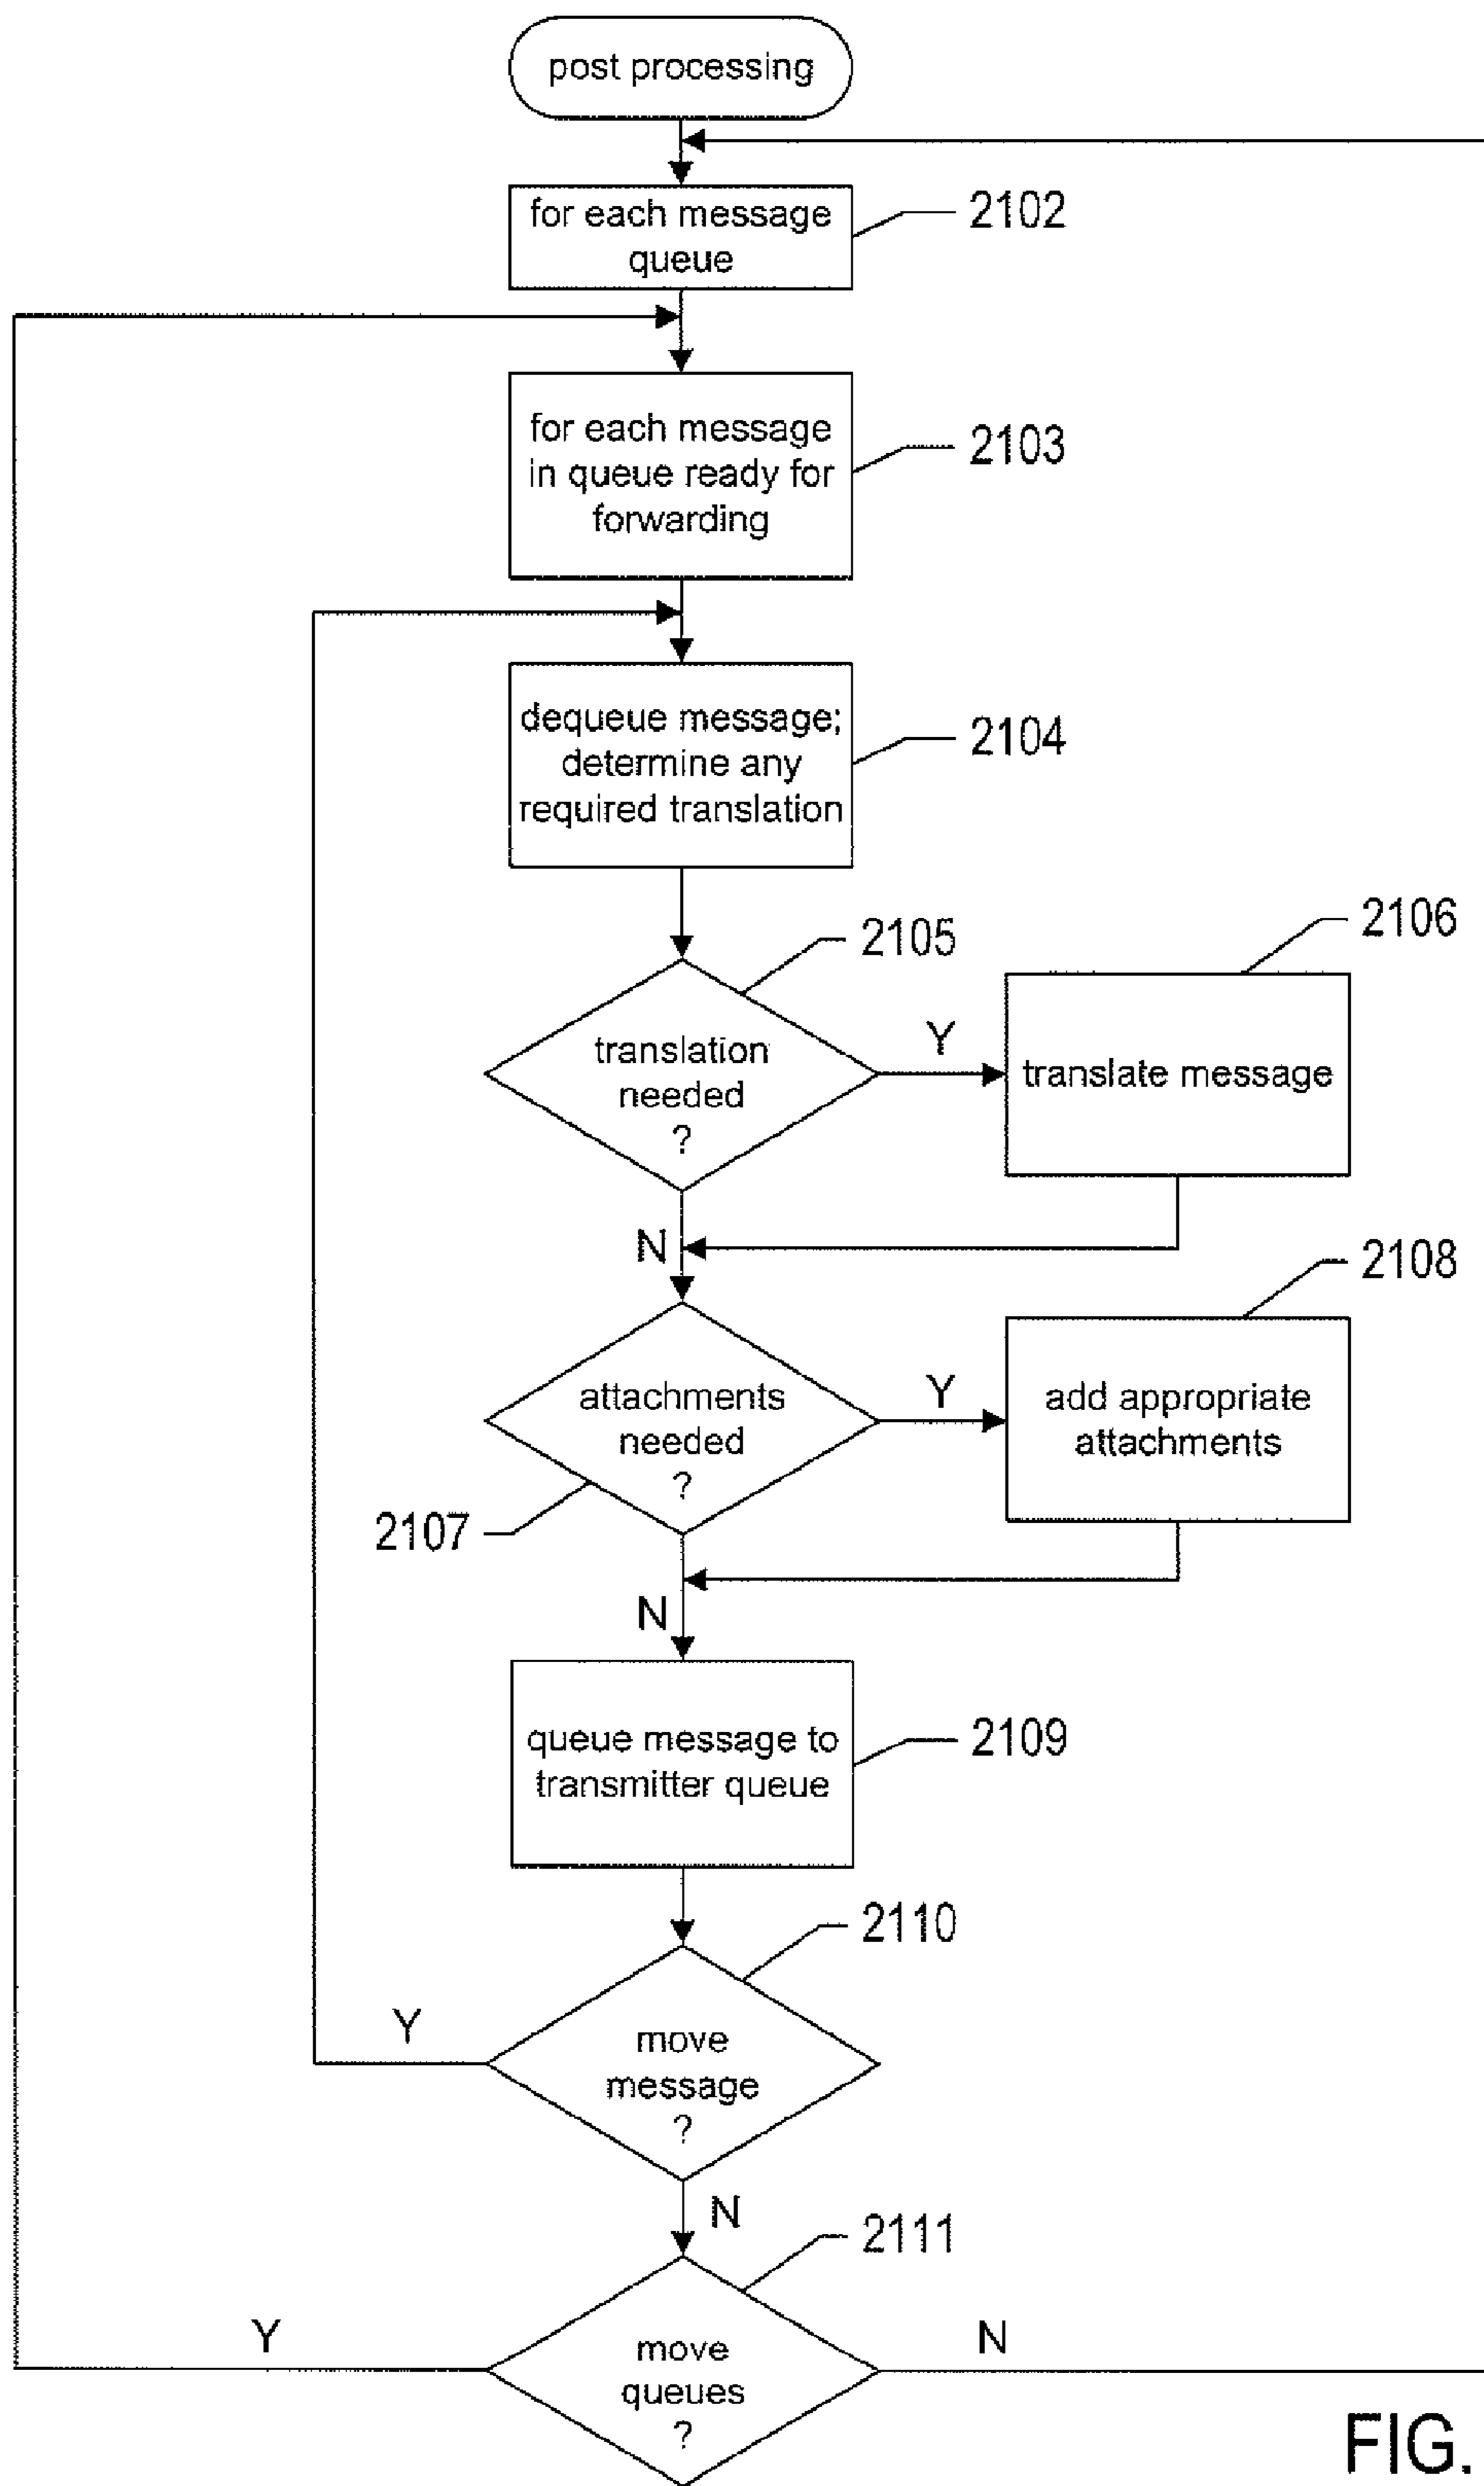 post processing
for each message
queue
2102
for each message
in queue ready for
forwarding
2103
dequeue message;
determine any
required translation
2104
2105
translation
needed
?
Y
2106
translate message
N
2108
attachments
needed
?
Y
add appropriate
attachments
2107
N
queue message to
transmitter queue
2109
2110
Y
move
message
?
N
2111
Y
move
queues
?
N
FIG.